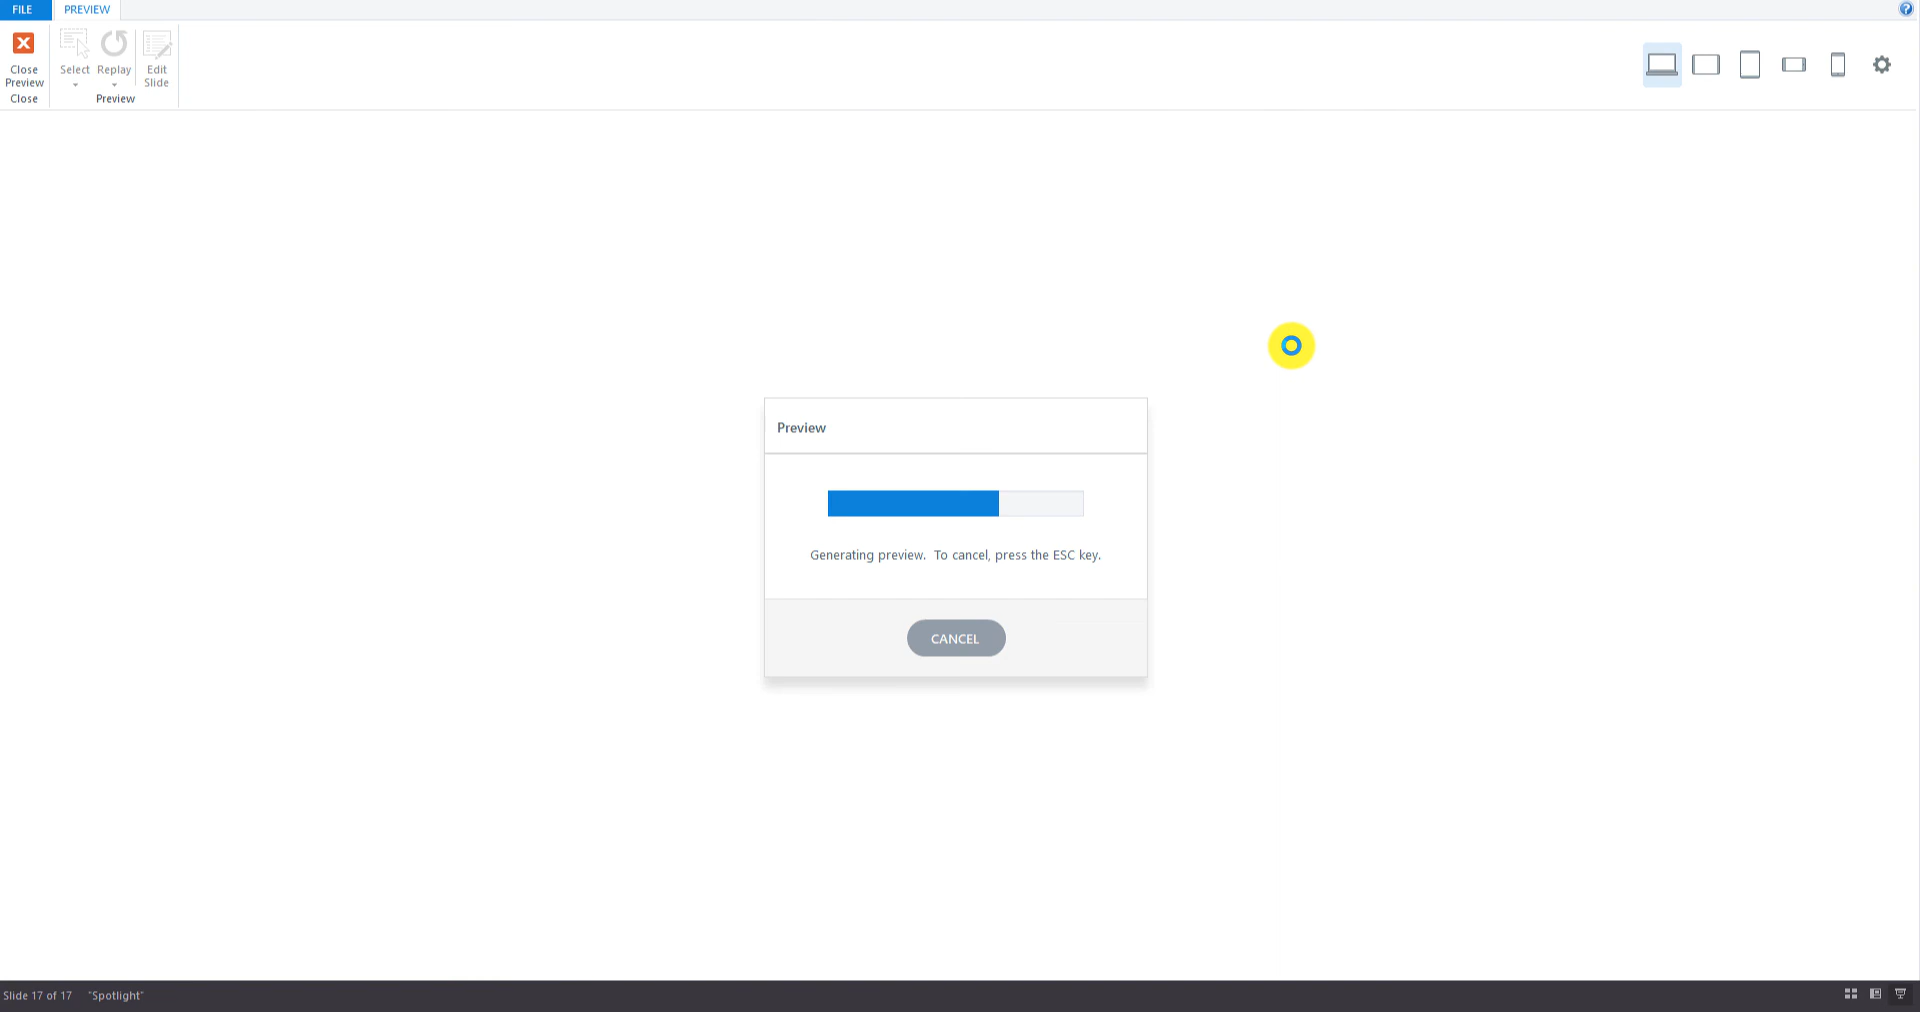 FILE PREVIEW
Close
Preview
Close
Select Replay
Edit
Slide
Preview
Preview
Generating preview.  To cancel, press the ESC key.
CANCEL
Slide 17 of 17 "Spotlight"